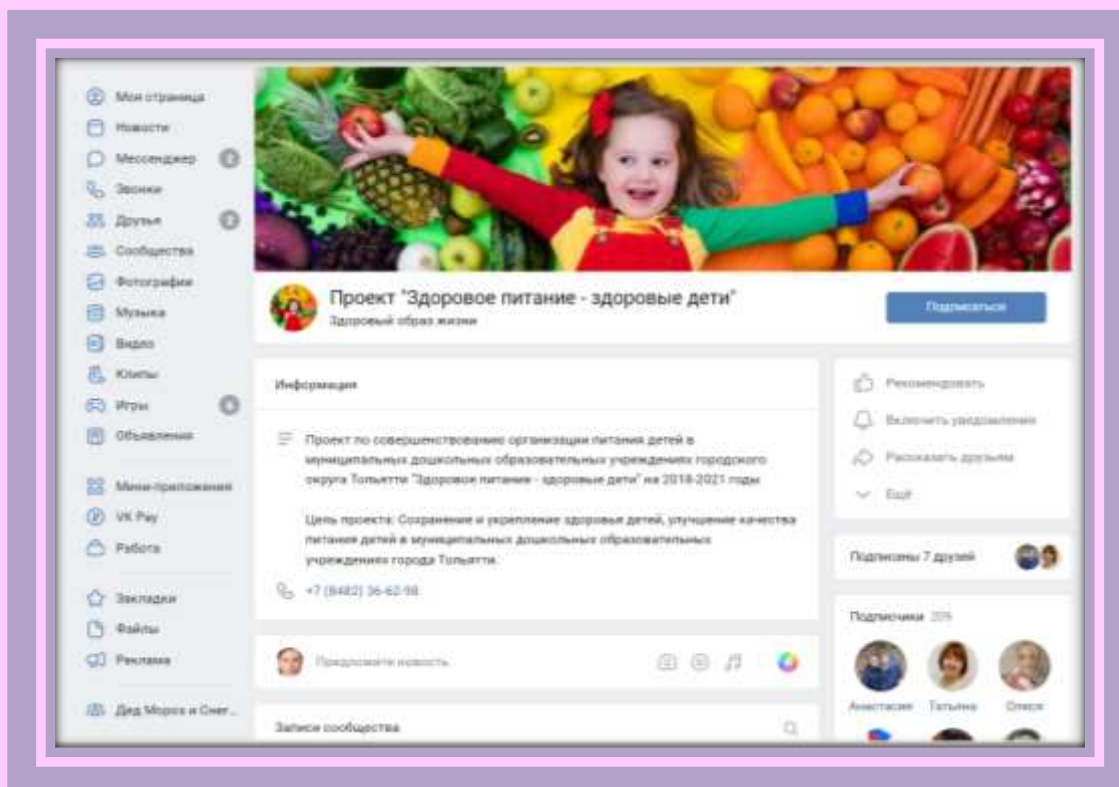 Моя страница
Новости
Мессенджер
Звонки
Друзья
Сообщества
Фотографии
Музыка
Видео
Клипы
Игры
Объявления
Мини-приложения
VK Pay
Работа
Закладки
Файлы
Реклама
Дед Мороз и Снег...
Проект "Здоровое питание - здоровые дети"
Здоровый образ жизни
Подписаться
Информация
Проект по совершенствованию организации питания детей в
муниципальных дошкольных образовательных учреждениях городского
округа Тольятти "Здоровое питание - здоровые дети" на 2018-2021 годы
Цель проекта: Сохранение и укрепление здоровья детей, улучшение качества
питания детей в муниципальных дошкольных образовательных
учреждениях города Тольятти.
+7 (8482) 36-62-98
Предложите новость
Записи сообщества
Рекомендовать
Включить уведомления
Рассказать друзьям
Ещё
Подписаны 7 друзей
Подписчики
Анастасия Татьяна Олеся